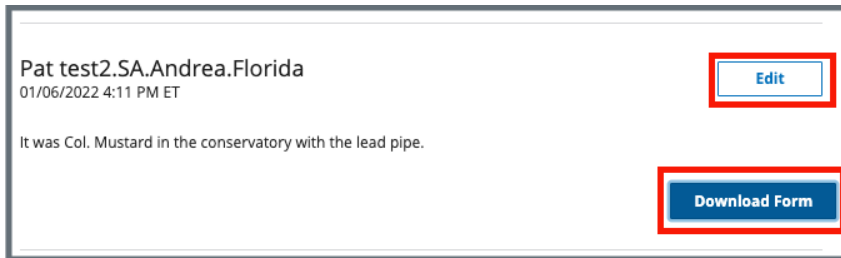 Pat test2.SA.Andrea.Florida
Edit
01/06/2022 4:11 PM ET
It was Col. Mustard in the conservatory with the lead pipe.
Download Form